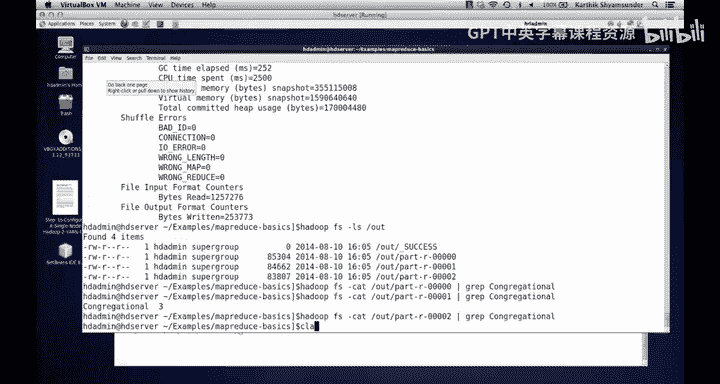 VirtualBox VM Machine View Devices Help
hdserver [Running]
100%
Karthik Shyamsunder
System
hdadmin
GPT中英字幕课程资源
bilibili
Computer
hdadmin's Home
Trash
VBOXADDITIONS_
NetBeans IDE
hdadmin@hdserver:~/Examples/mapreduce-basics
File Edit View Search Terminal Help
GC time elapsed (ms)=252
CPU time spent (ms)=2500
Go back one page
Right-click or pull down to show history
memory (bytes) snapshot=355115008
Virtual memory (bytes) snapshot=1590640640
Total committed heap usage (bytes)=170004480
Shuffle Errors
BAD_ID=0
CONNECTION=0
IO_ERROR=0
WRONG_LENGTH=0
WRONG_MAP=0
WRONG_REDUCE=0
File Input Format Counters
Bytes Read=1257276
File Output Format Counters
Bytes Written=253773
hdadmin@hdserver ~/Examples/mapreduce-basics]$hadoop fs -ls /out
Found 4 items
-rw-r--r-- 1 hdadmin supergroup 0 2014-08-10 16:05 /out/_SUCCESS
-rw-r--r-- 1 hdadmin supergroup 85304 2014-08-10 16:05 /out/part-r-00000
-rw-r--r-- 1 hdadmin supergroup 84662 2014-08-10 16:05 /out/part-r-00001
-rw-r--r-- 1 hdadmin supergroup 83807 2014-08-10 16:05 /out/part-r-00002
hdadmin@hdserver ~/Examples/mapreduce-basics]$hadoop fs -cat /out/part-r-00000 | grep Congregational
hdadmin@hdserver ~/Examples/mapreduce-basics]$hadoop fs -cat /out/part-r-00001 | grep Congregational
Congregational 3
hdadmin@hdserver ~/Examples/mapreduce-basics]$hadoop fs -cat /out/part-r-00002 | grep Congregational
hdadmin@hdserver ~/Examples/mapreduce-basics]$cla